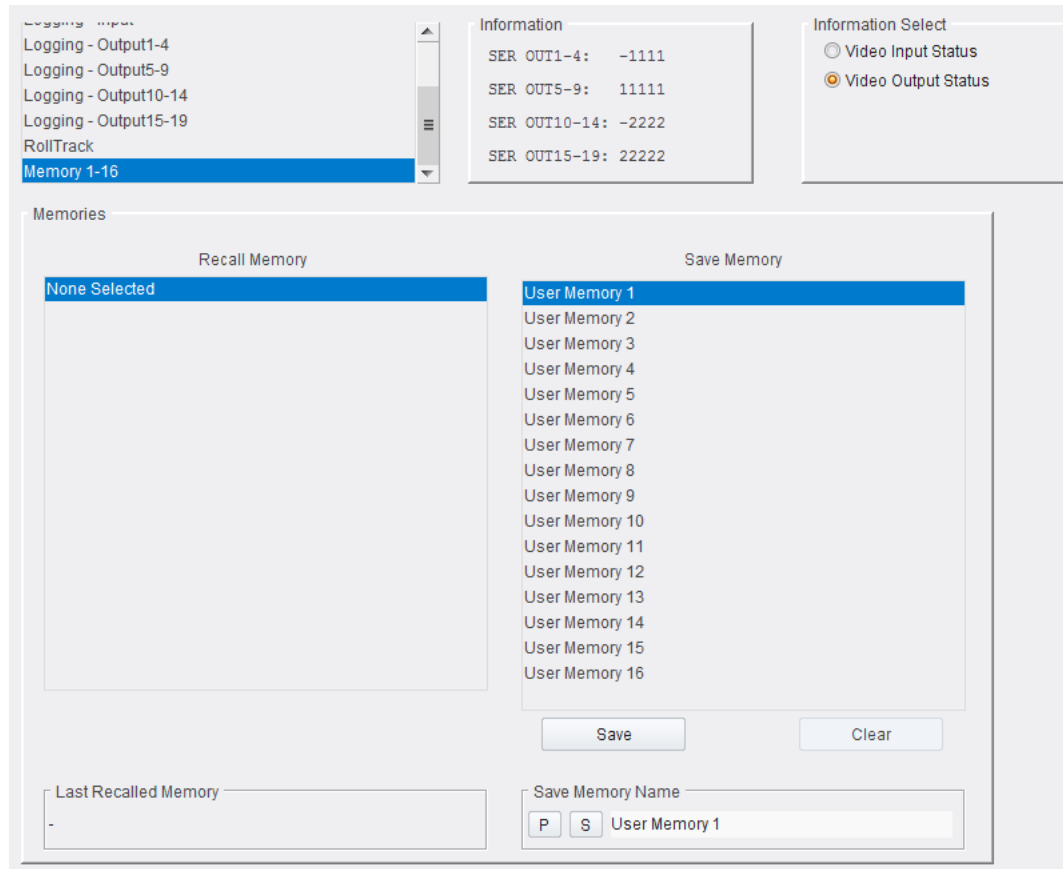 Logging - Input
Logging - Output1-4
Logging - Output5-9
Logging - Output10-14
Logging - Output15-19
RollTrack
Memory 1-16
Information
SER OUT1-4: -1111
SER OUT5-9: 11111
SER OUT10-14: -2222
SER OUT15-19: 22222
Information Select
Video Input Status
Video Output Status
Memories
Recall Memory
None Selected
Save Memory
User Memory 1
User Memory 2
User Memory 3
User Memory 4
User Memory 5
User Memory 6
User Memory 7
User Memory 8
User Memory 9
User Memory 10
User Memory 11
User Memory 12
User Memory 13
User Memory 14
User Memory 15
User Memory 16
Save
Clear
Last Recalled Memory
-
Save Memory Name
P S User Memory 1